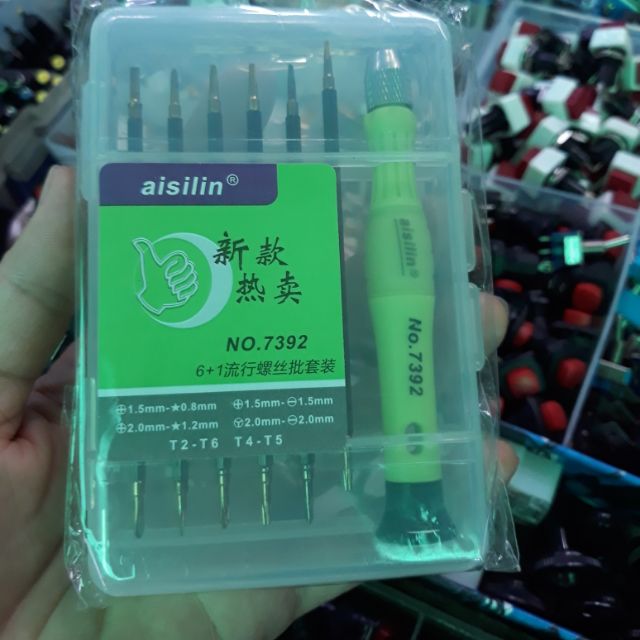 aisilin®
新款
热卖
NO.7392
6+1流行螺丝批套装
⊕1.5mm-★0.8mm ⊕1.5mm-⊖1.5mm
⊕2.0mm-★1.2mm Ⓨ2.0mm-⊖2.0mm
T2-T6 T4-T5
aisilin®
No.7392